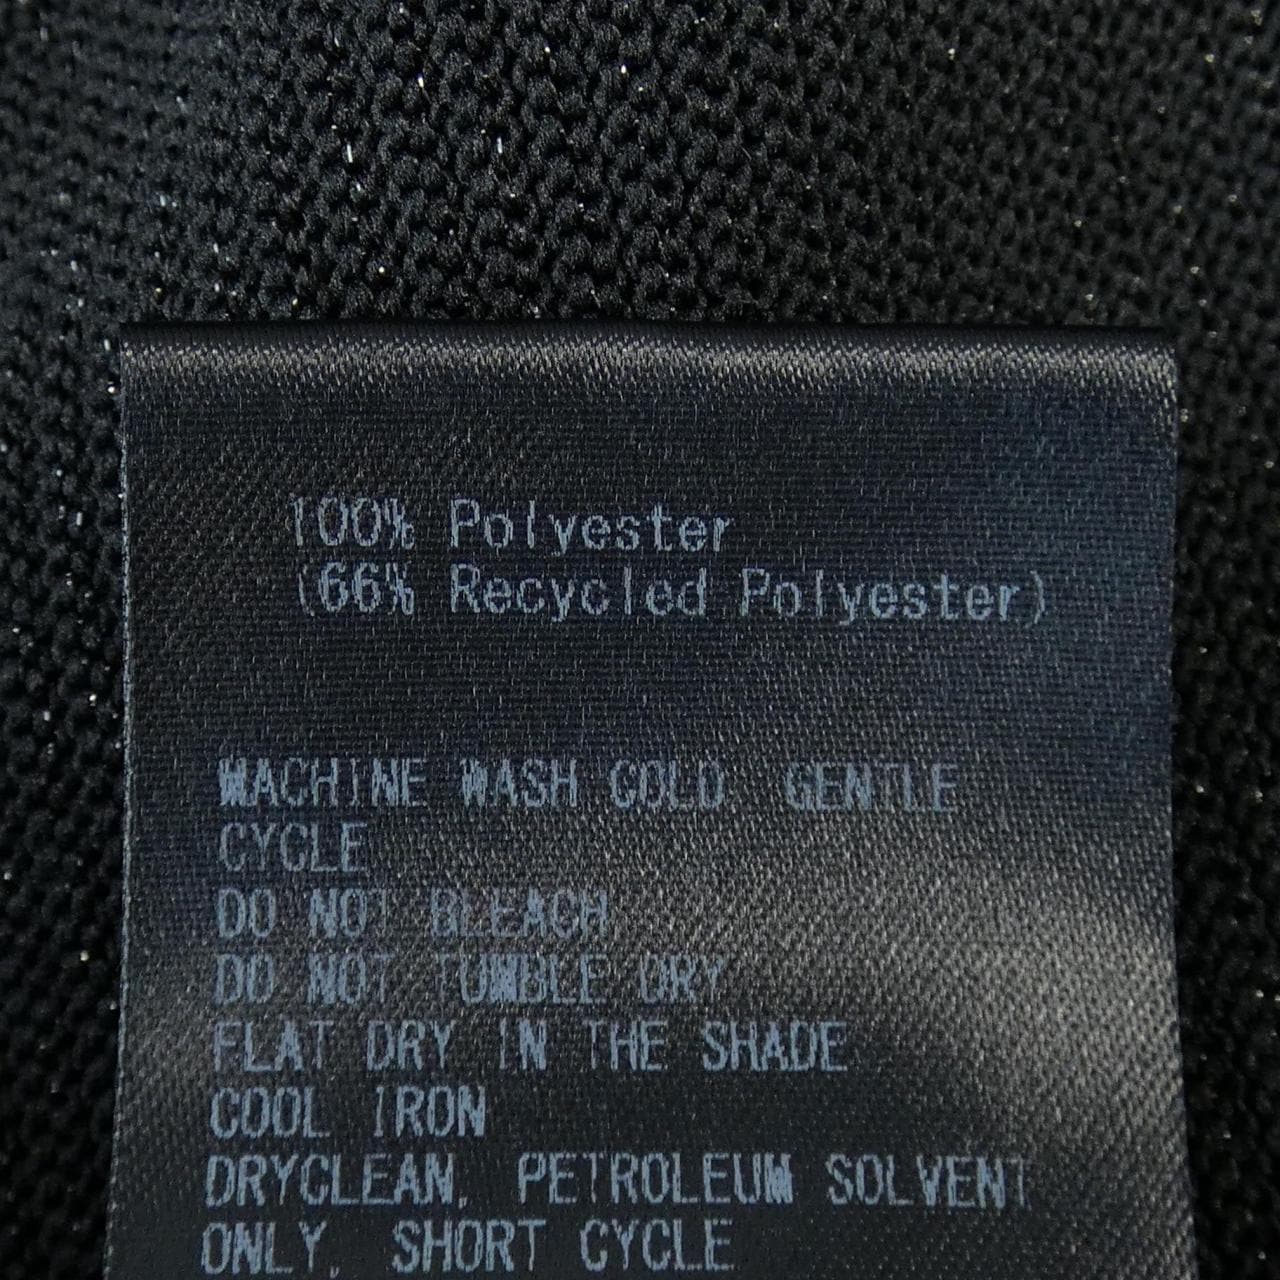 100% Polyester
(66% Recycled Polyester)
MACHINE WASH COLD GENTLE
CYCLE
DO NOT BLEACH
DO NOT TUMBLE DRY
FLAT DRY IN THE SHADE
COOL IRON
DRYCLEAN, PETROLEUM SOLVENT
ONLY, SHORT CYCLE